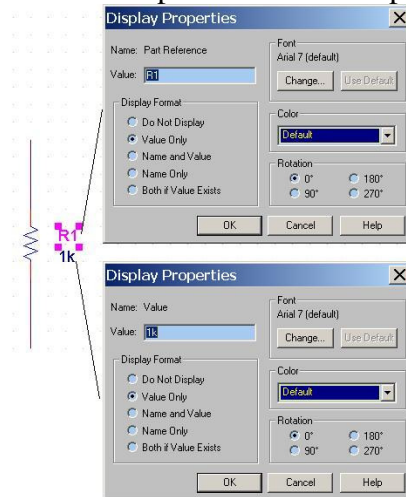 Display Properties
Name: Part Reference
Value: R1
Display Format
Do Not Display
Value Only
Name and Value
Name Only
Both if Value Exists
Font
Arial 7 (default)
Change... Use Default
Color
Default
Rotation
0° 180°
90° 270°
OK Cancel Help
R1
1k
Display Properties
Name: Value
Value: 1k
Display Format
Do Not Display
Value Only
Name and Value
Name Only
Both if Value Exists
Font
Arial 7 (default)
Change... Use Default
Color
Default
Rotation
0° 180°
90° 270°
OK Cancel Help